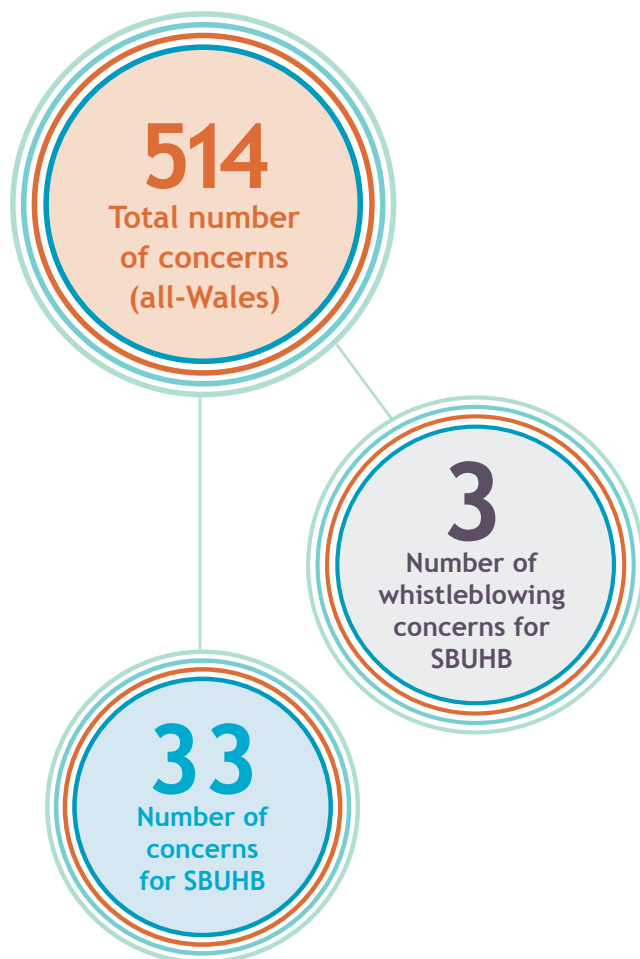 514
Total number
of concerns
(all-Wales)
3
Number of
whistleblowing
concerns for
SBUHB
33
Number of
concerns
for SBUHB